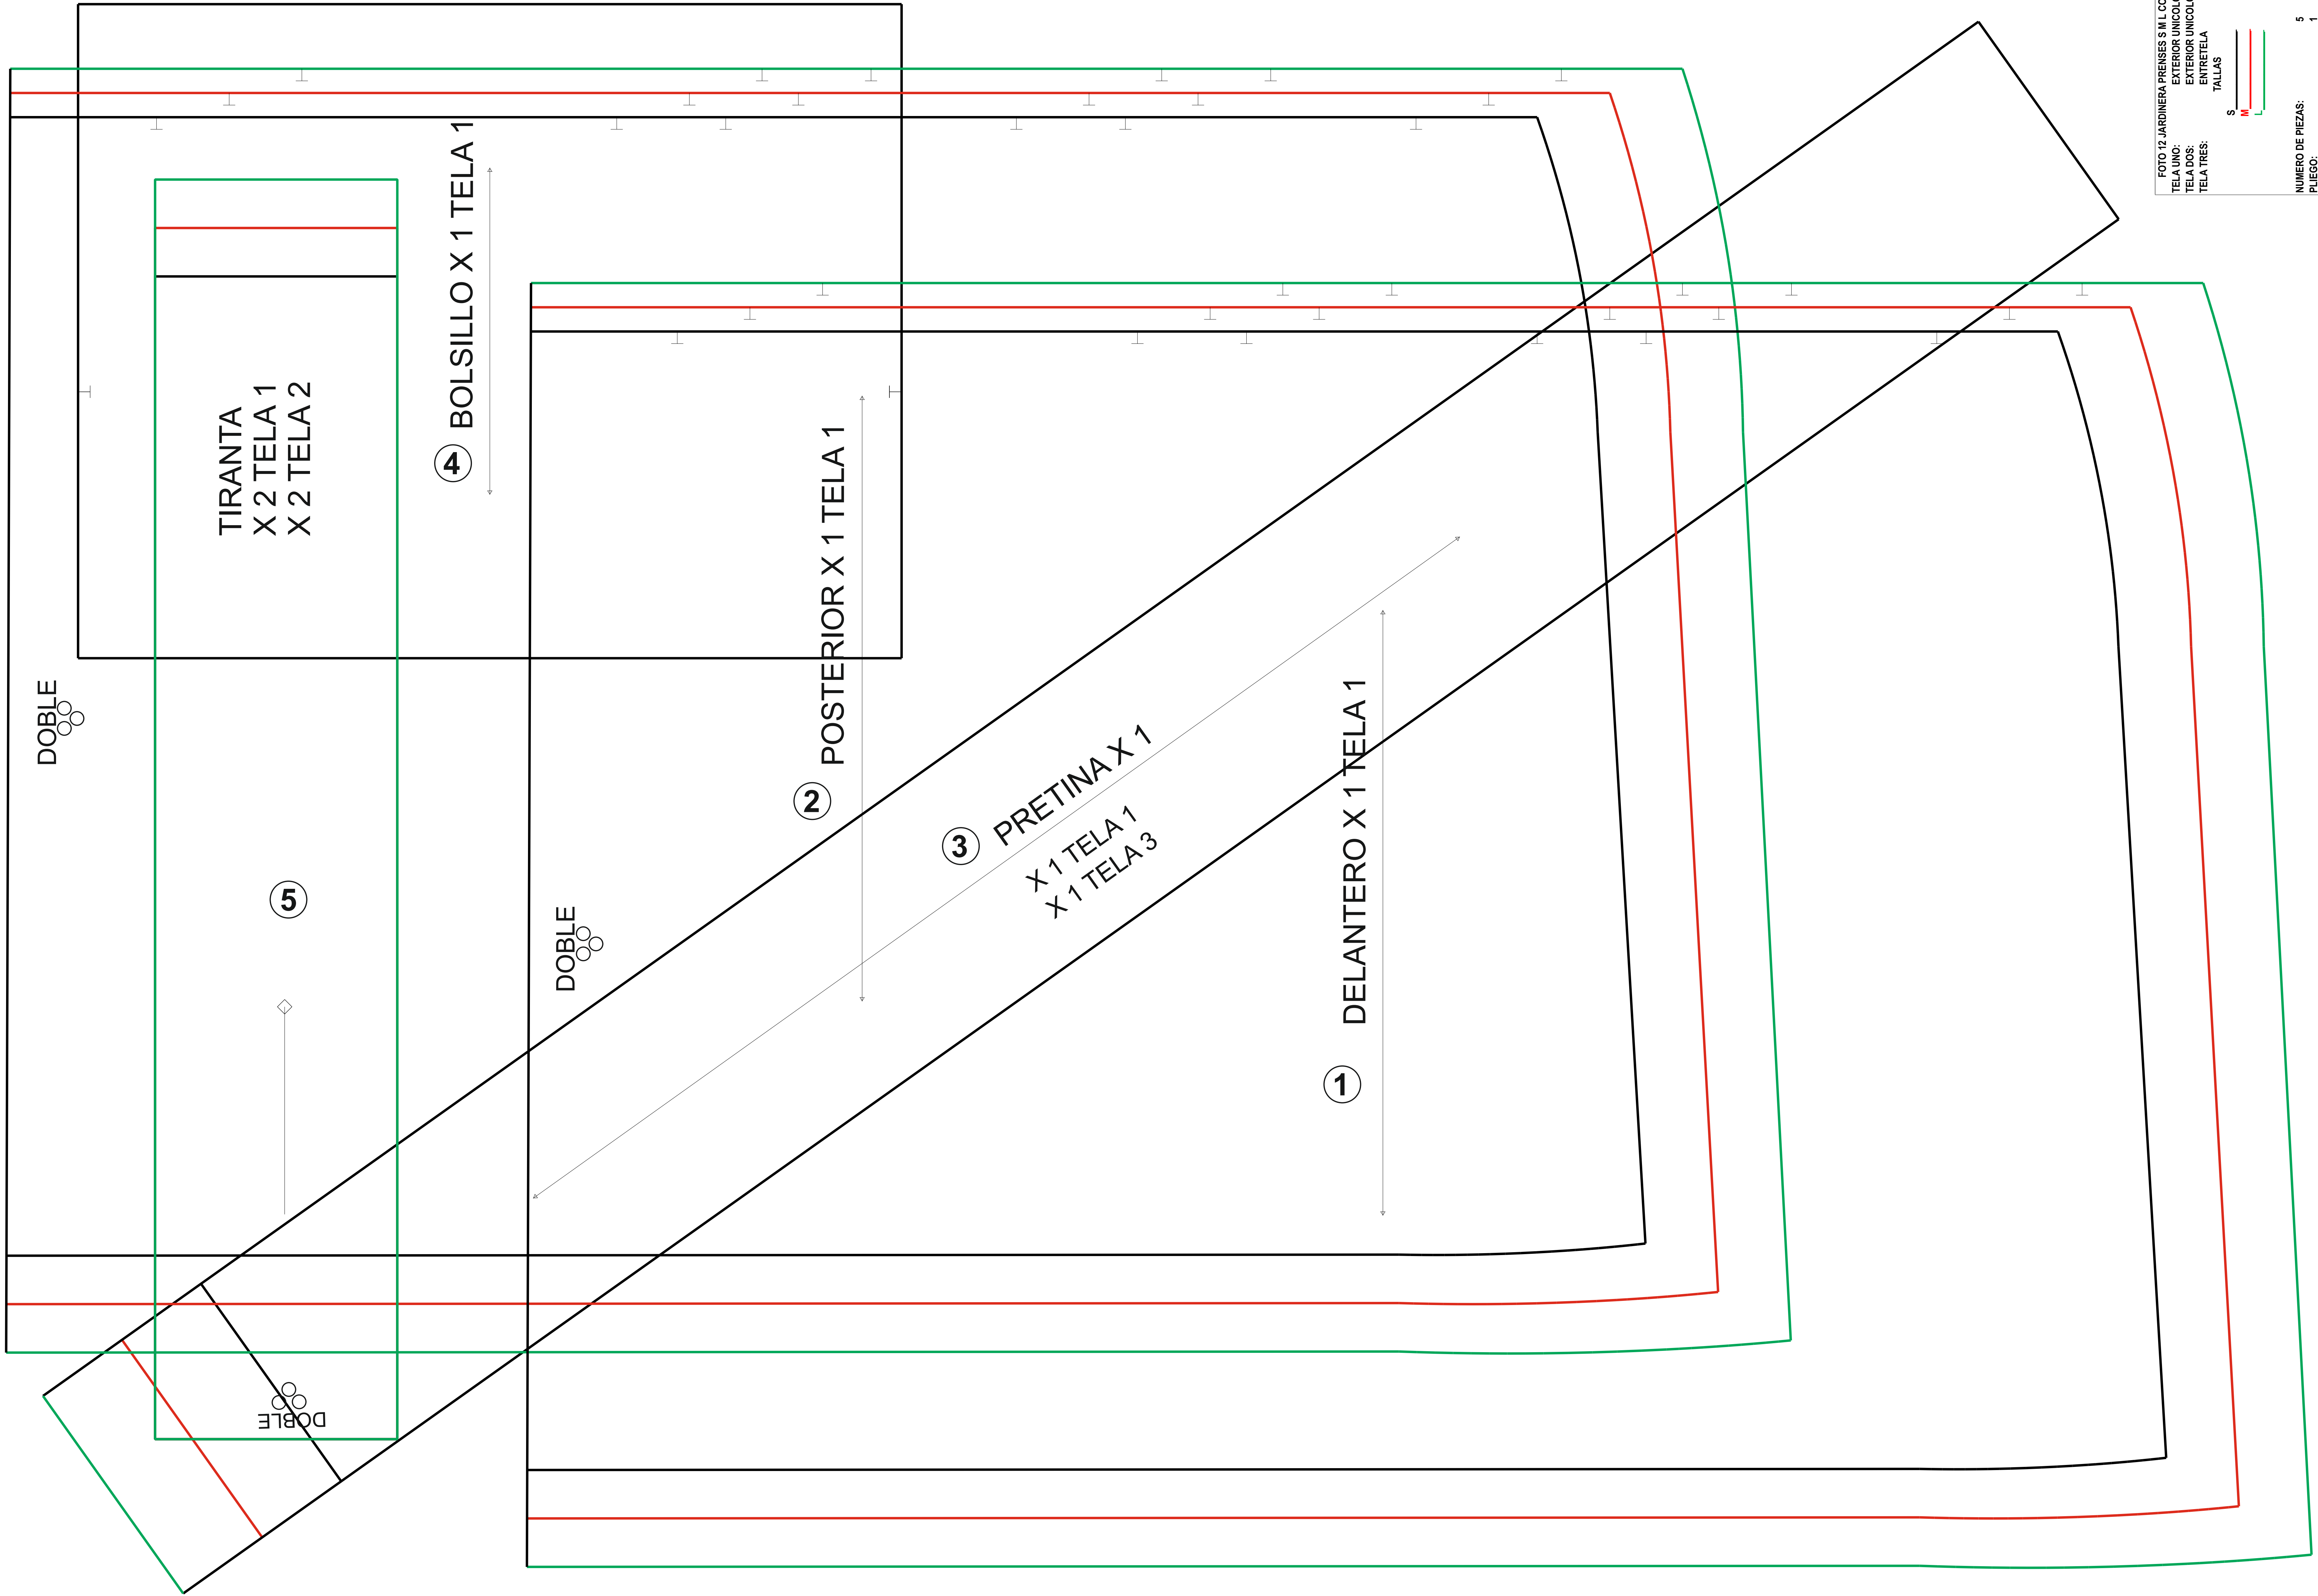 TIRANTA
X 2 TELA 1
X 2 TELA 2
5
DOBLE
4 BOLSILLO X 1 TELA 1
DOBLE
2 POSTERIOR X 1 TELA 1
DOBLE
3 PRETINA X 1
X 1 TELA 1
X 1 TELA 3
1 DELANTERO X 1 TELA 1
FOTO 12 JARDINERA PRENSES S M L
TELA UNO: EXTERIOR
TELA DOS: EXTERIOR
TELA TRES: ENTRETELA
TALLAS
S
M
L
NUMERO DE PIEZAS: 5
PLIEGO: 1